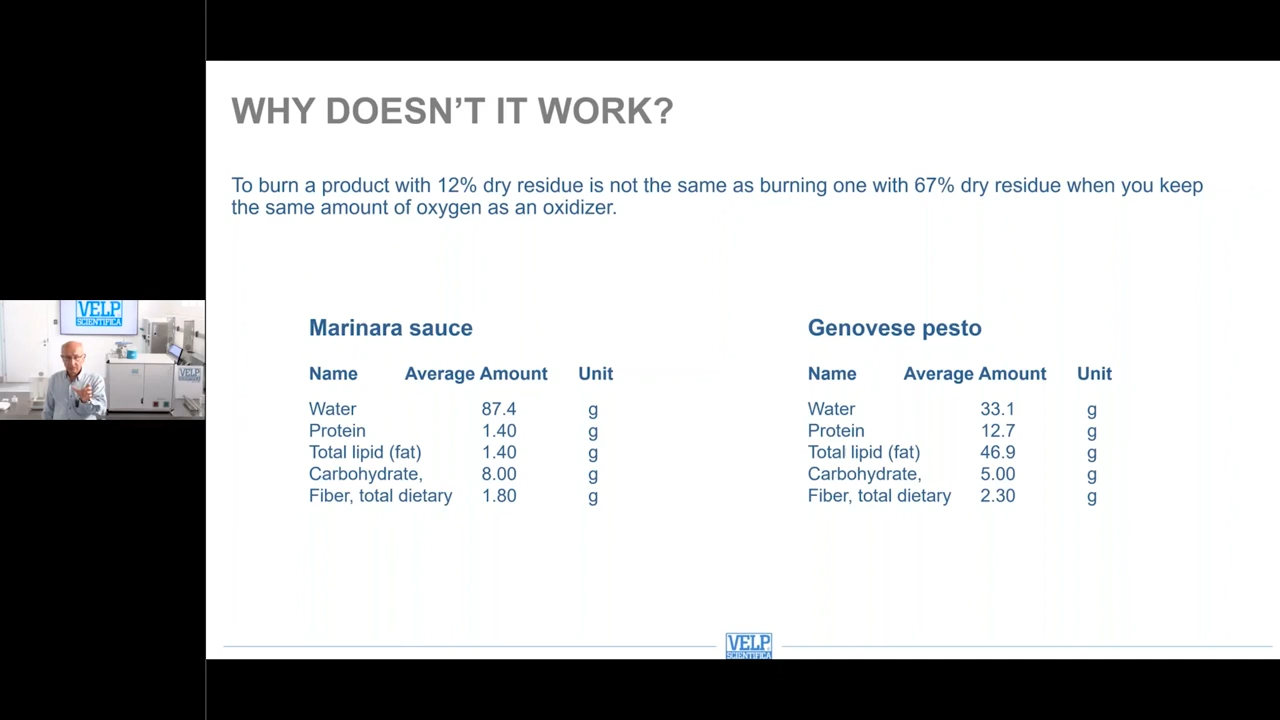 WHY DOESN'T IT WORK?
To burn a product with 12% dry residue is not the same as burning one with 67% dry residue when you keep
the same amount of oxygen as an oxidizer.
Marinara sauce
Name Average Amount Unit
Water 87.4 g
Protein 1.40 g
Total lipid (fat) 1.40 g
Carbohydrate, 8.00 g
Fiber, total dietary 1.80 g
Genovese pesto
Name Average Amount Unit
Water 33.1 g
Protein 12.7 g
Total lipid (fat) 46.9 g
Carbohydrate, 5.00 g
Fiber, total dietary 2.30 g
VELP
SCIENTIFICA
VELP
VELP
SCIENTIFICA